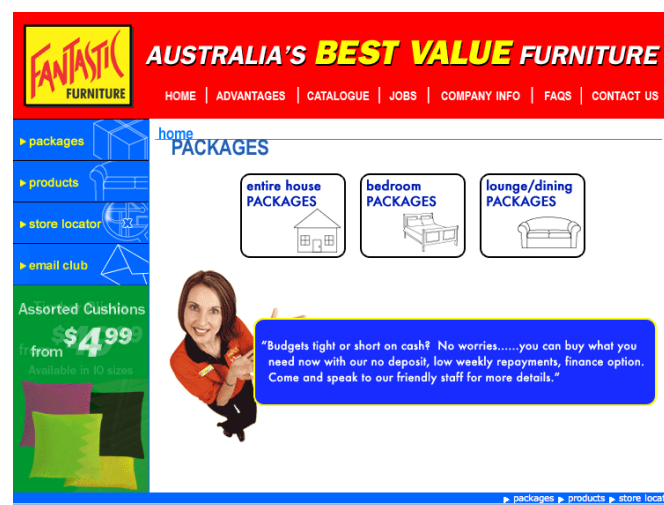 FANTASTIC
FURNITURE
AUSTRALIA'S BEST VALUE FURNITURE
HOME | ADVANTAGES | CATALOGUE | JOBS | COMPANY INFO | FAQS | CONTACT US
packages
products
store locator
email club
home
PACKAGES
entire house
PACKAGES
bedroom
PACKAGES
lounge/dining
PACKAGES
Assorted Cushions
from $4.99
Available in 10 sizes
"Budgets tight or short on cash? No worries......you can buy what you
need now with our no deposit, low weekly repayments, finance option.
Come and speak to our friendly staff for more details."
packages products store locat